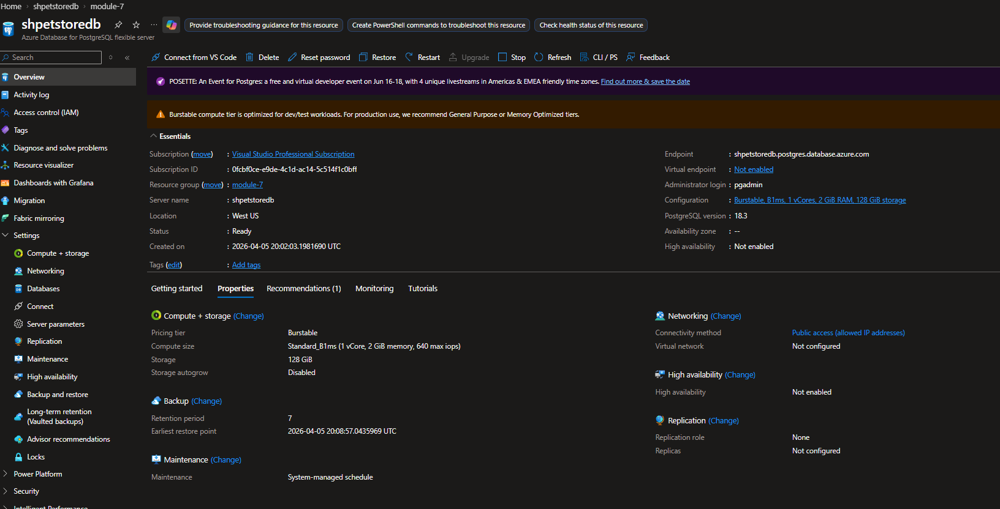 Home > shpetstoredb > module-7
shpetstoredb
Azure Database for PostgreSQL flexible server
Provide troubleshooting guidance for this resource
Create PowerShell commands to troubleshoot this resource
Check health status of this resource
Search
Connect from VS Code
Delete
Reset password
Restore
Restart
Upgrade
Stop
Refresh
CLI / PS
Feedback
Overview
Activity log
Access control (IAM)
Tags
Diagnose and solve problems
Resource visualizer
Dashboards with Grafana
Migration
Fabric mirroring
Settings
Compute + storage
Networking
Databases
Connect
Server parameters
Replication
Maintenance
High availability
Backup and restore
Long-term retention
(Vaulted backups)
Advisor recommendations
Locks
Power Platform
Security
Intelligent Performance
POSETTE: An Event for Postgres: a free and virtual developer event on Jun 16-18, with 4 unique livestreams in Americas & EMEA friendly time zones. Find out more & save the date
Burstable compute tier is optimized for dev/test workloads. For production use, we recommend General Purpose or Memory Optimized tiers.
Essentials
Subscription (move) : Visual Studio Professional Subscription
Subscription ID : 0fcbf0ce-e9de-4c1d-ac14-5c514f1c0bff
Resource group (move) : module-7
Server name : shpetstoredb
Location : West US
Status : Ready
Created on : 2026-04-05 20:02:03.1981690 UTC
Tags (edit) : Add tags
Endpoint : shpetstoredb.postgres.database.azure.com
Virtual endpoint : Not enabled
Administrator login : pgadmin
Configuration : Burstable, B1ms, 1 vCores, 2 GiB RAM, 128 GiB storage
PostgreSQL version : 18.3
Availability zone : --
High availability : Not enabled
Getting started
Properties
Recommendations (1)
Monitoring
Tutorials
Compute + storage (Change)
Pricing tier Burstable
Compute size Standard_B1ms (1 vCore, 2 GiB memory, 640 max iops)
Storage 128 GiB
Storage autogrow Disabled
Backup (Change)
Retention period 7
Earliest restore point 2026-04-05 20:08:57.0435969 UTC
Maintenance (Change)
Maintenance System-managed schedule
Networking (Change)
Connectivity method Public access (allowed IP addresses)
Virtual network Not configured
High availability (Change)
High availability Not enabled
Replication (Change)
Replication role None
Replicas Not configured